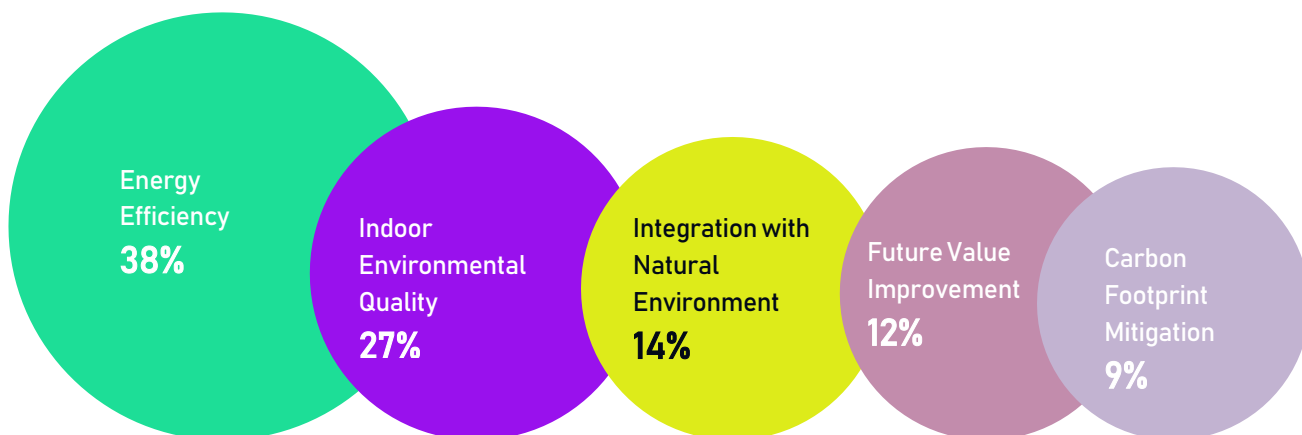 Energy
Efficiency
38%
Indoor
Environmental
Quality
27%
Integration with
Natural
Environment
14%
Future Value
Improvement
12%
Carbon
Footprint
Mitigation
9%